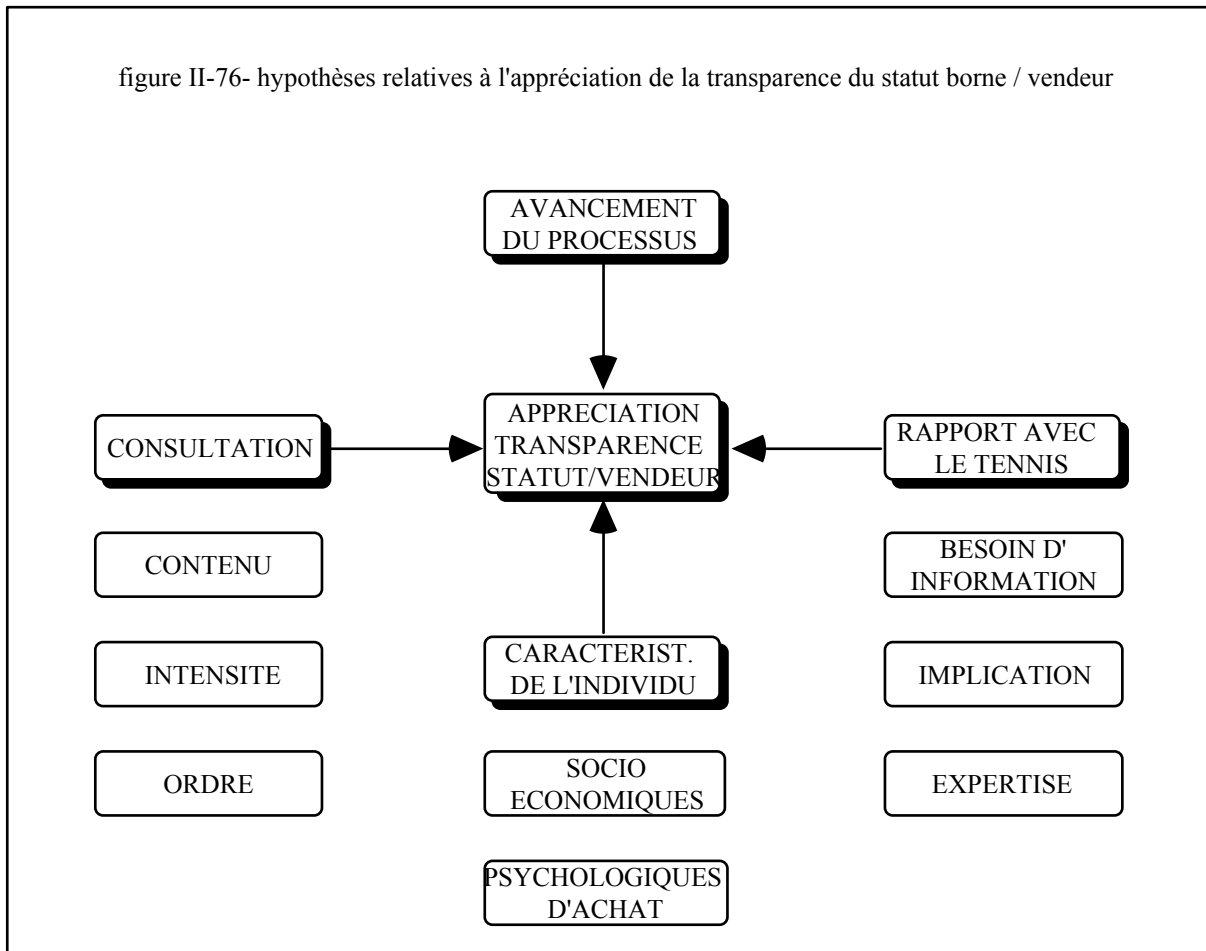 figure II-76- hypothèses relatives à l'appréciation de la transparence du statut borne / vendeur
AVANCEMENT
DU PROCESSUS
CONSULTATION
APPRECIATION
TRANSPARENCE
STATUT/VENDEUR
RAPPORT AVEC
LE TENNIS
CONTENU
BESOIN D'
INFORMATION
INTENSITE
CARACTERIST.
DE L'INDIVIDU
IMPLICATION
ORDRE
SOCIO
ECONOMIQUES
EXPERTISE
PSYCHOLOGIQUES
D'ACHAT